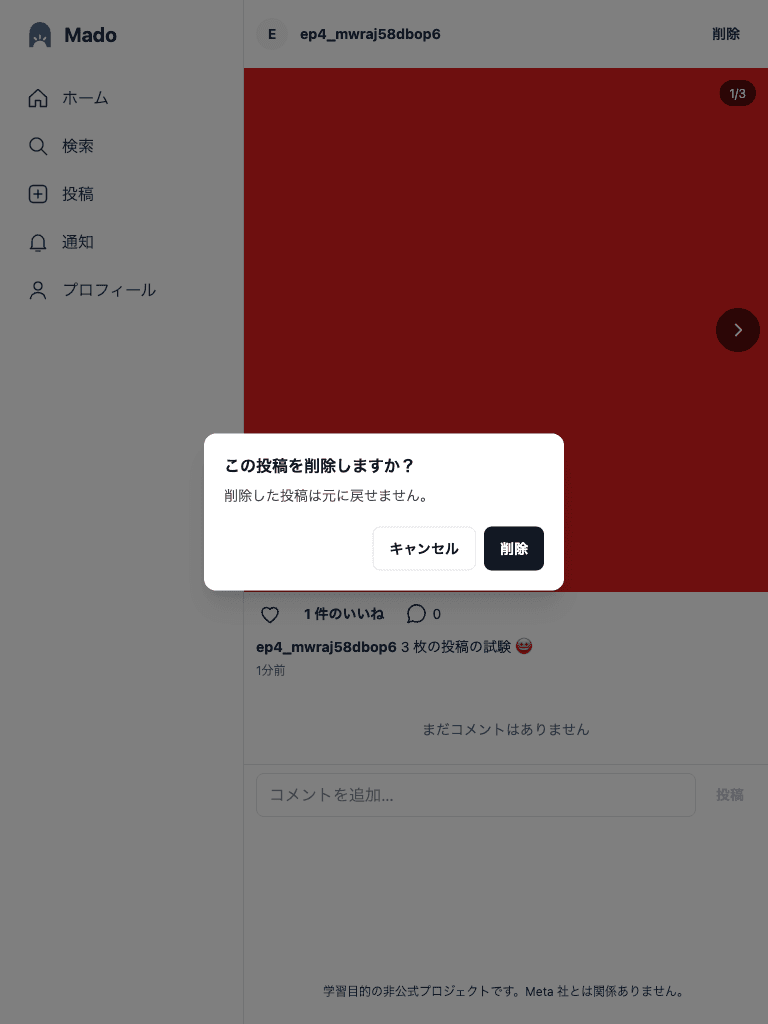 Mado
ホーム
検索
投稿
通知
プロフィール
E
ep4_mwraj58dbop6
削除
1/3
この投稿を削除しますか？
削除した投稿は元に戻せません。
キャンセル
削除
1 件のいいね
0
ep4_mwraj58dbop6 3 枚の投稿の試験 😀
1分前
まだコメントはありません
コメントを追加...
投稿
学習目的の非公式プロジェクトです。Meta 社とは関係ありません。